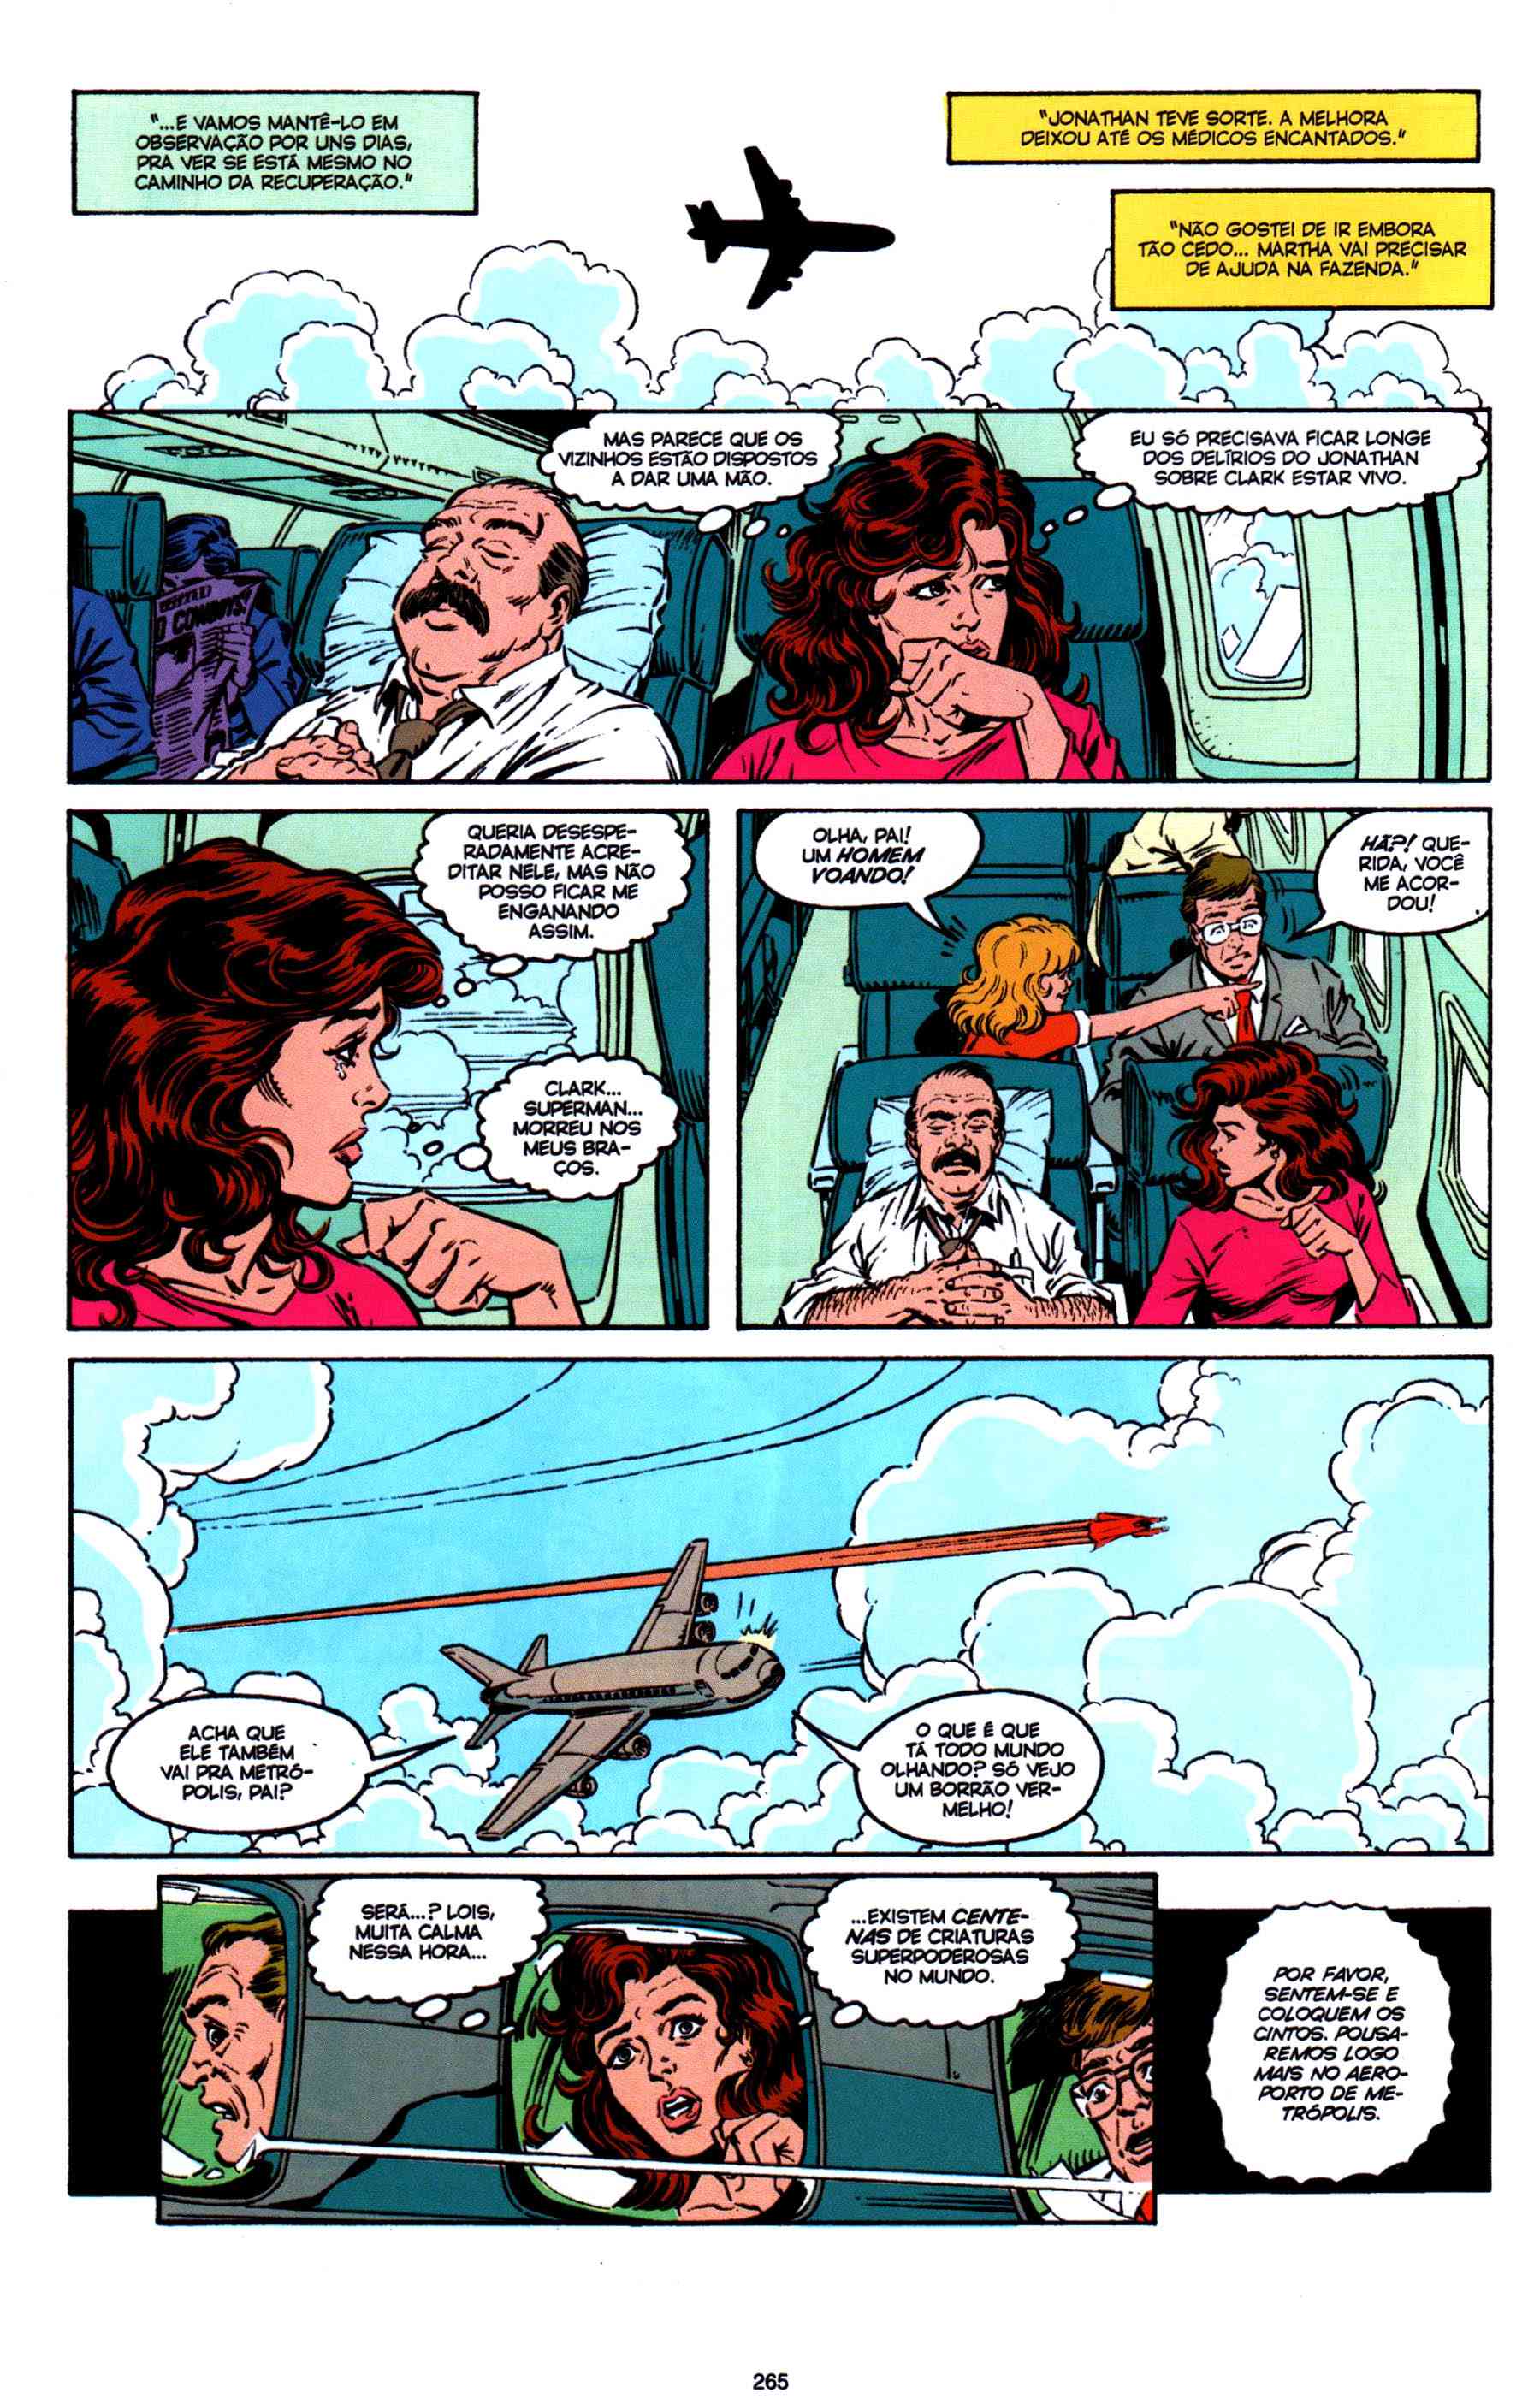 "...E VAMOS MANTÊ-LO EM
OBSERVAÇÃO POR UNS DIAS,
PRA VER SE ESTÁ MESMO NO
CAMINHO DA RECUPERAÇÃO."
"JONATHAN TEVE SORTE. A MELHORA
DEIXOU ATÉ OS MÉDICOS ENCANTADOS."
"NÃO GOSTEI DE IR EMBORA
TÃO CEDO... MARTHA VAI PRECISAR
DE AJUDA NA FAZENDA."
MAS PARECE QUE OS
VIZINHOS ESTÃO DISPOSTOS
A DAR UMA MÃO.
EU SÓ PRECISAVA FICAR LONGE
DOS DELÍRIOS DO JONATHAN
SOBRE CLARK ESTAR VIVO.
QUERIA DESESPE-
RADAMENTE ACRE-
DITAR NELE, MAS NÃO
POSSO FICAR ME
ENGANANDO
ASSIM.
CLARK...
SUPERMAN...
MORREU NOS
MEUS BRA-
ÇOS.
OLHA, PAI!
UM HOMEM
VOANDO!
HÃ?! QUE-
RIDA, VOCÊ
ME ACOR-
DOU!
ACHA QUE
ELE TAMBÉM
VAI PRA METRÓ-
POLIS, PAI?
O QUE É QUE
TÁ TODO MUNDO
OLHANDO? SÓ VEJO
UM BORRÃO VER-
MELHO!
SERÁ...? LOIS,
MUITA CALMA
NESSA HORA...
...EXISTEM CENTE-
NAS DE CRIATURAS
SUPERPODEROSAS
NO MUNDO.
POR FAVOR,
SENTEM-SE E
COLOQUEM OS
CINTOS. POUSA-
REMOS LOGO
MAIS NO AERO-
PORTO DE ME-
TRÓPOLIS.
265